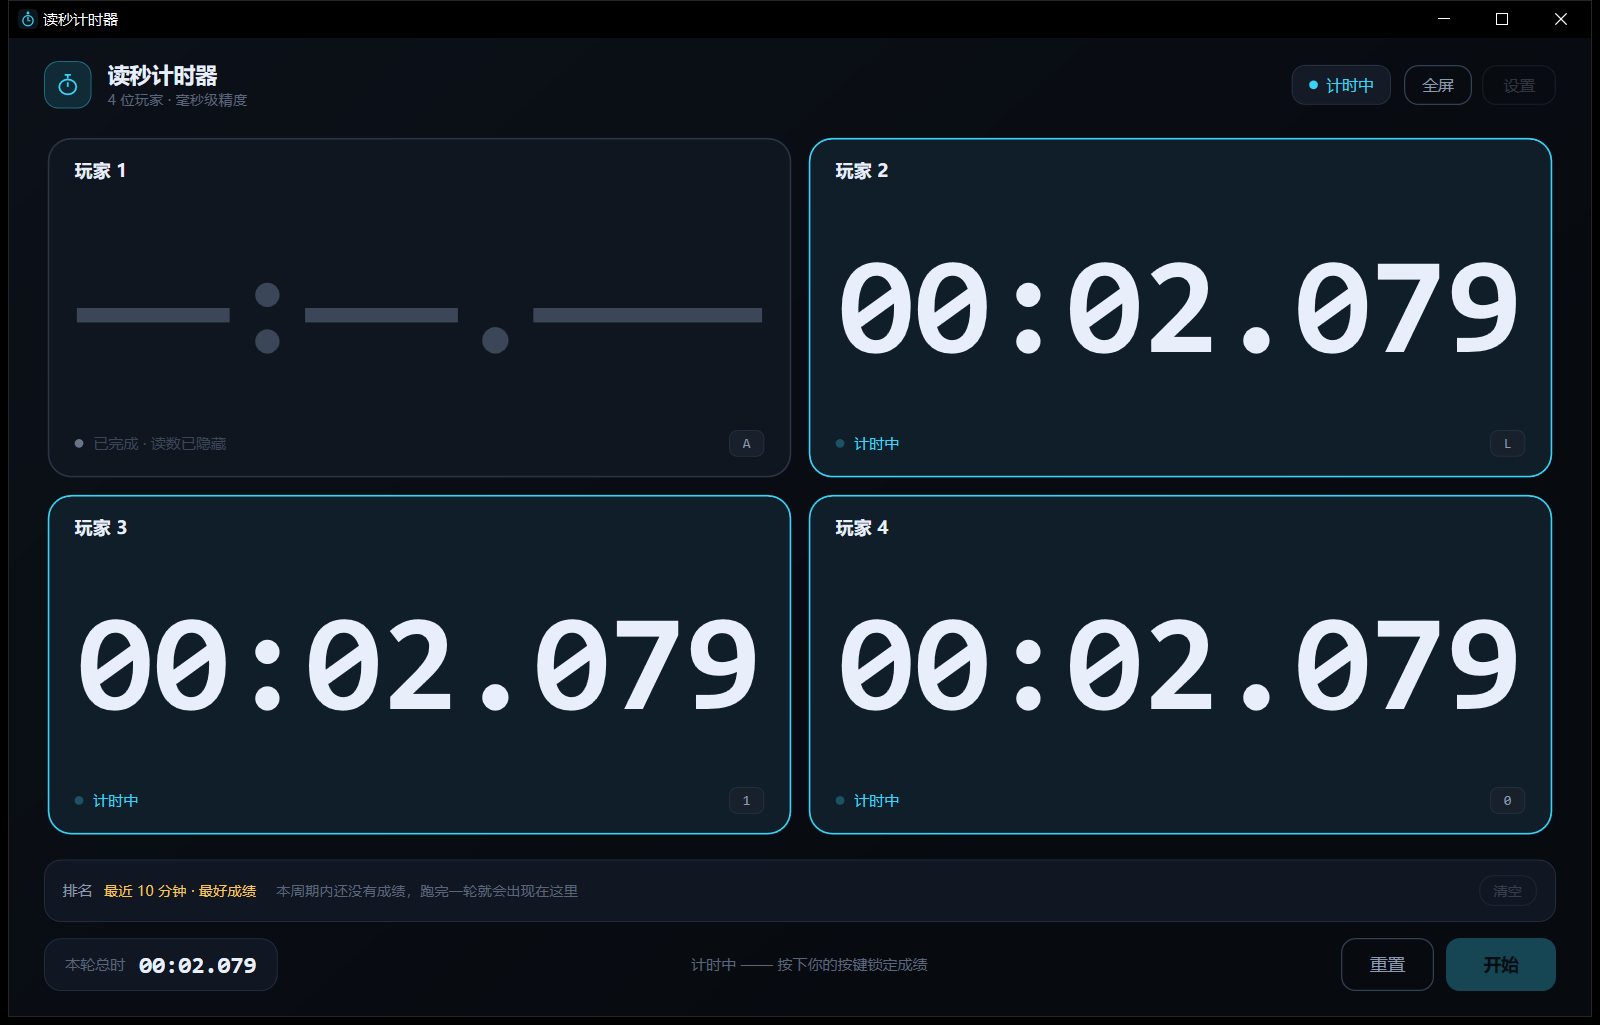 读秒计时器
读秒计时器
4 位玩家 · 毫秒级精度
计时中
全屏
设置
玩家 1
--:--.---
已完成 · 读数已隐藏
A
玩家 2
00:02.079
计时中
L
玩家 3
00:02.079
计时中
1
玩家 4
00:02.079
计时中
0
排名 最近 10 分钟 · 最好成绩 本周期内还没有成绩，跑完一轮就会出现在这里
清空
本轮总时 00:02.079
计时中 —— 按下你的按键锁定成绩
重置
开始